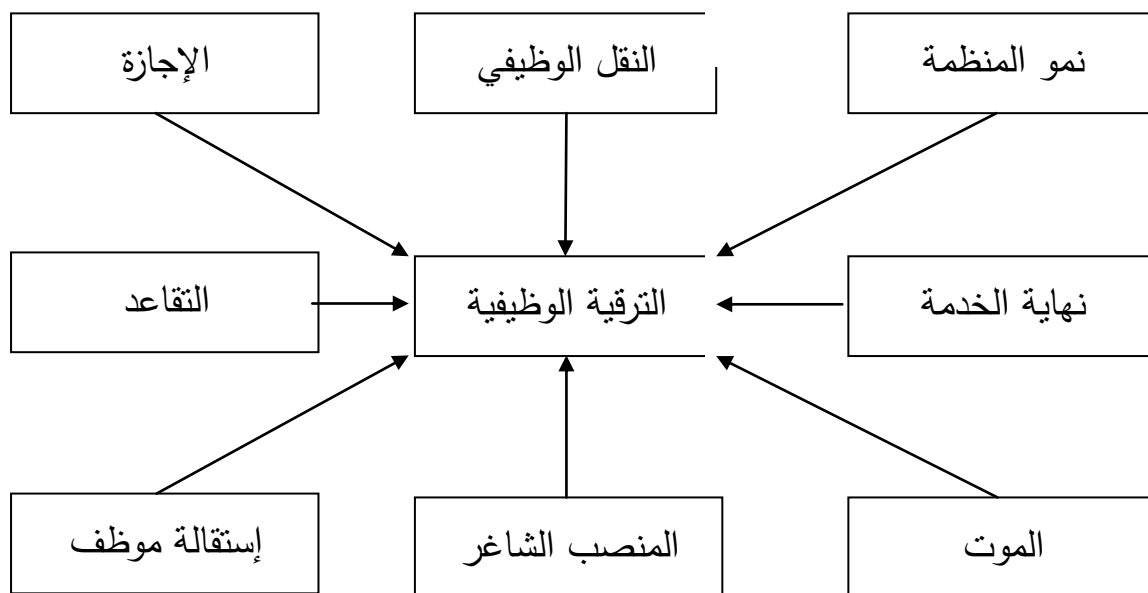 نمو المنظمة
النقل الوظيفي
الإجازة
نهاية الخدمة
الترقية الوظيفية
التقاعد
الموت
المنصب الشاغر
إستقالة موظف